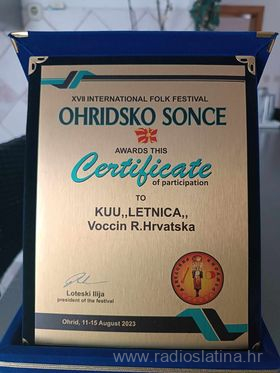 XVII INTERNATIONAL FOLK FESTIVAL
OHRIDSKO SONCE
AWARDS THIS
Certificate
of participation
TO
KUU,,LETNICA,,
Voccin R.Hrvatska
Loteski Ilija
president of the festival
Ohrid, 11-15 August 2023
www.radioslatina.hr